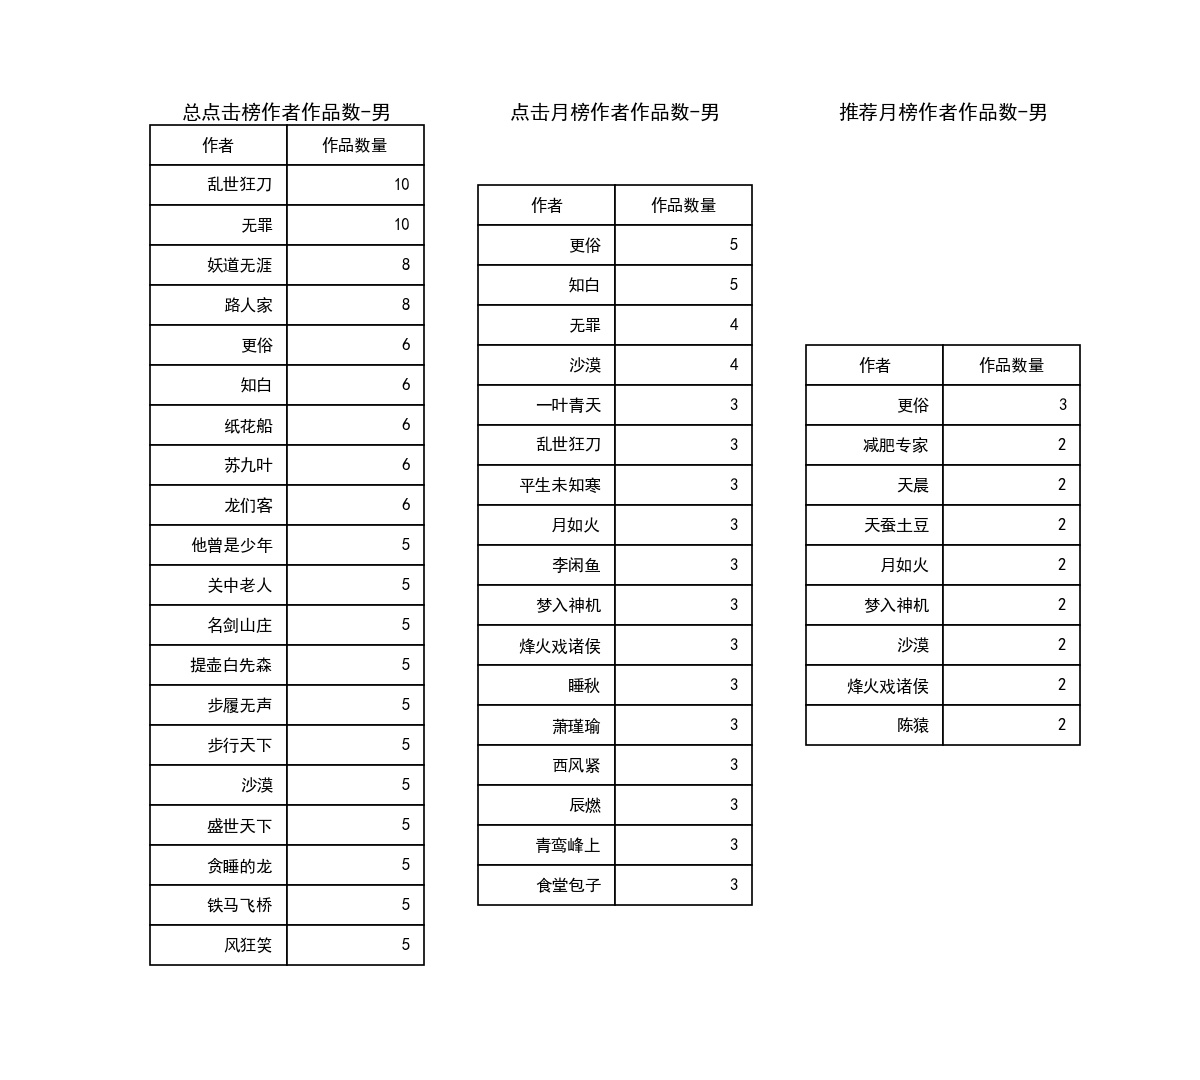 总点击榜作者作品数-男
作者 作品数量
乱世狂刀 10
无罪 10
妖道无涯 8
路人家 8
更俗 6
知白 6
纸花船 6
苏九叶 6
龙们客 6
他曾是少年 5
关中老人 5
名剑山庄 5
提壶白先森 5
步履无声 5
步行天下 5
沙漠 5
盛世天下 5
贪睡的龙 5
铁马飞桥 5
风狂笑 5
点击月榜作者作品数-男
作者 作品数量
更俗 5
知白 5
无罪 4
沙漠 4
一叶青天 3
乱世狂刀 3
平生未知寒 3
月如火 3
李闲鱼 3
梦入神机 3
烽火戏诸侯 3
睡秋 3
萧瑾瑜 3
西风紧 3
辰燃 3
青鸾峰上 3
食堂包子 3
推荐月榜作者作品数-男
作者 作品数量
更俗 3
减肥专家 2
天晨 2
天蚕土豆 2
月如火 2
梦入神机 2
沙漠 2
烽火戏诸侯 2
陈猿 2